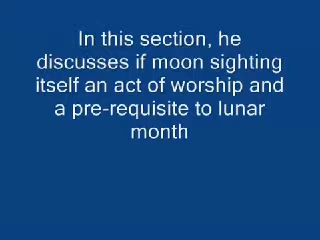 In this section, he
discusses if moon sighting
itself an act of worship and
a pre-requisite to lunar
month